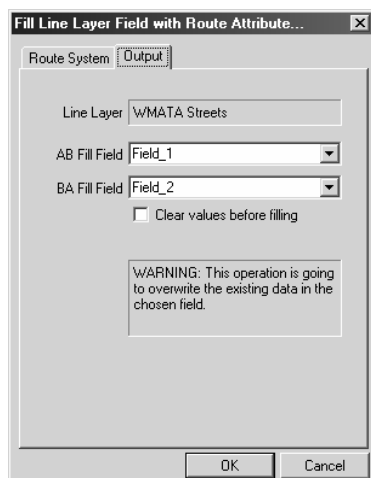 Fill Line Layer Field with Route Attribute...
Route System
Output
Line Layer WMATA Streets
AB Fill Field Field_1
BA Fill Field Field_2
Clear values before filling
WARNING: This operation is going
to overwrite the existing data in the
chosen field.
OK Cancel